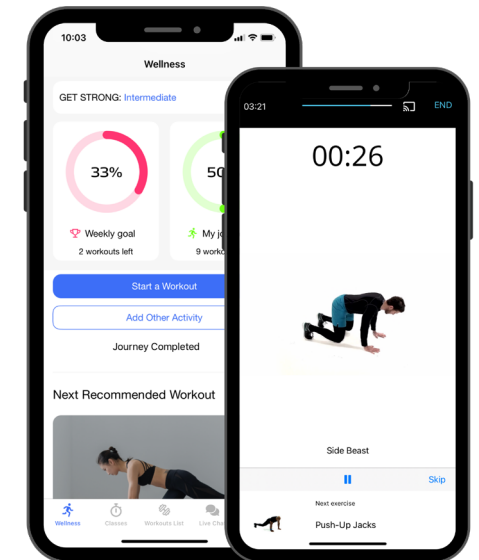 10:03
Wellness
GET STRONG: Intermediate
33%
Weekly goal
2 workouts left
50
My jo
9 worko
Start a Workout
Add Other Activity
Journey Completed
Next Recommended Workout
Wellness
Classes
Workouts List
Live Cha
03:21
END
00:26
Side Beast
Skip
Next exercise
Push-Up Jacks